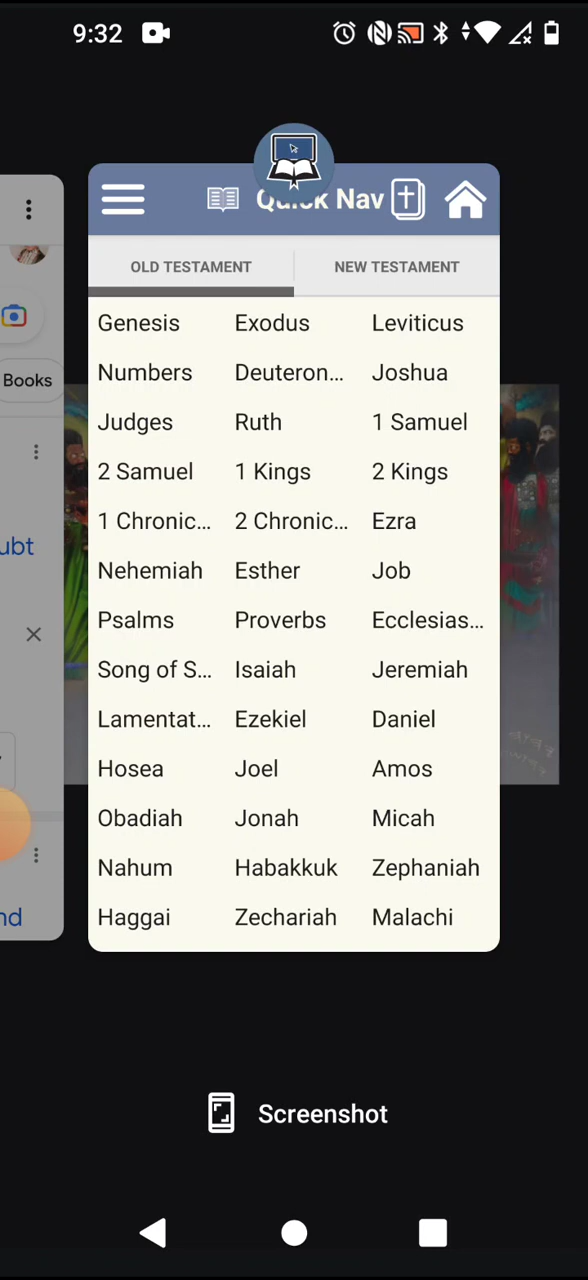 9:32
Quick Nav
OLD TESTAMENT NEW TESTAMENT
Genesis Exodus Leviticus
Numbers Deuteron... Joshua
Judges Ruth 1 Samuel
2 Samuel 1 Kings 2 Kings
1 Chronic... 2 Chronic... Ezra
Nehemiah Esther Job
Psalms Proverbs Ecclesias...
Song of S... Isaiah Jeremiah
Lamentat... Ezekiel Daniel
Hosea Joel Amos
Obadiah Jonah Micah
Nahum Habakkuk Zephaniah
Haggai Zechariah Malachi
Books
ubt
nd
Screenshot